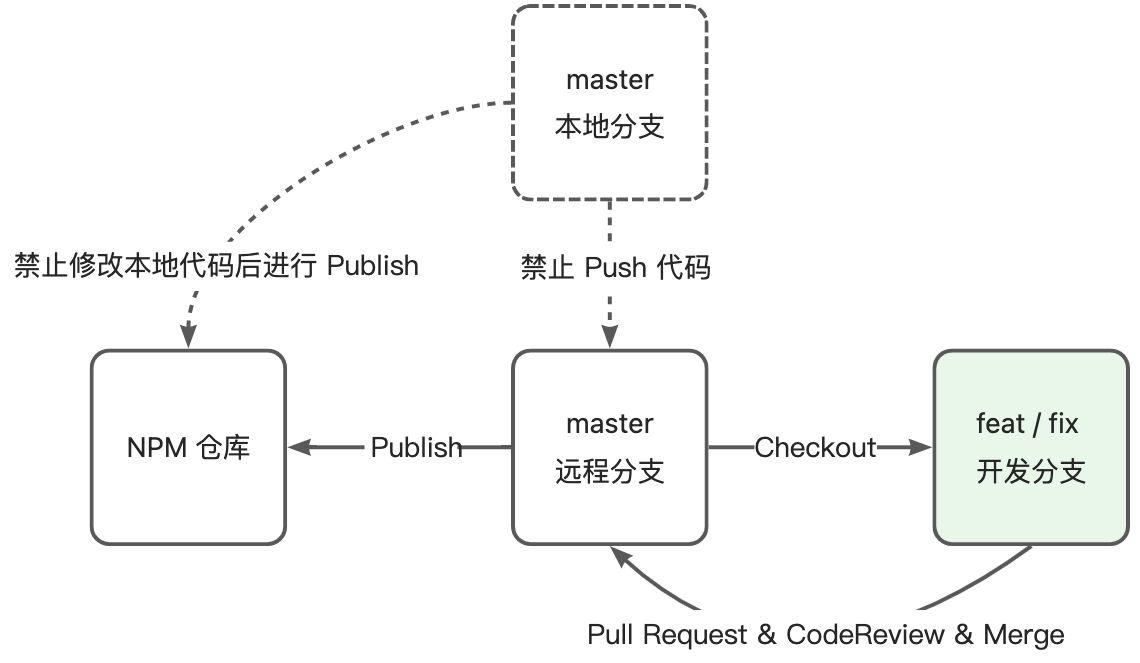 master
本地分支
禁止修改本地代码后进行 Publish
禁止 Push 代码
NPM 仓库
Publish
master
远程分支
Checkout
feat / fix
开发分支
Pull Request & CodeReview & Merge